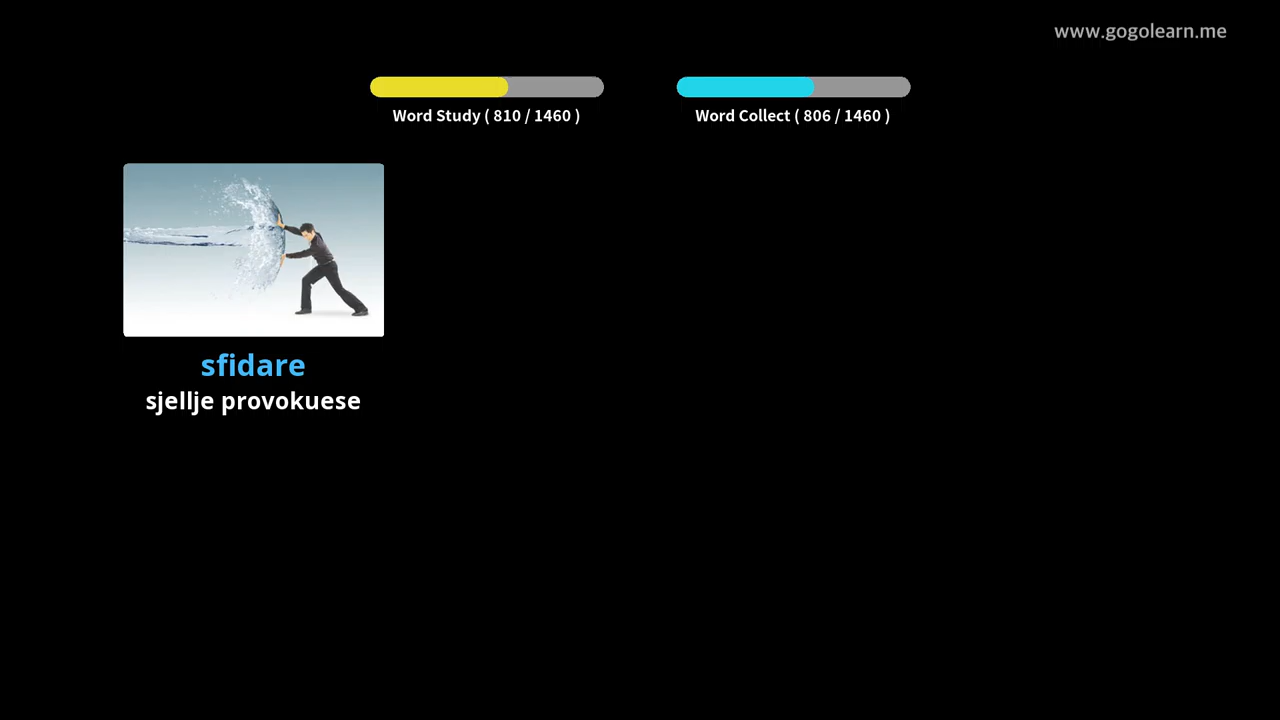 www.gogolearn.me
Word Study ( 810 / 1460 )
Word Collect ( 806 / 1460 )
sfidare
sjellje provokuese